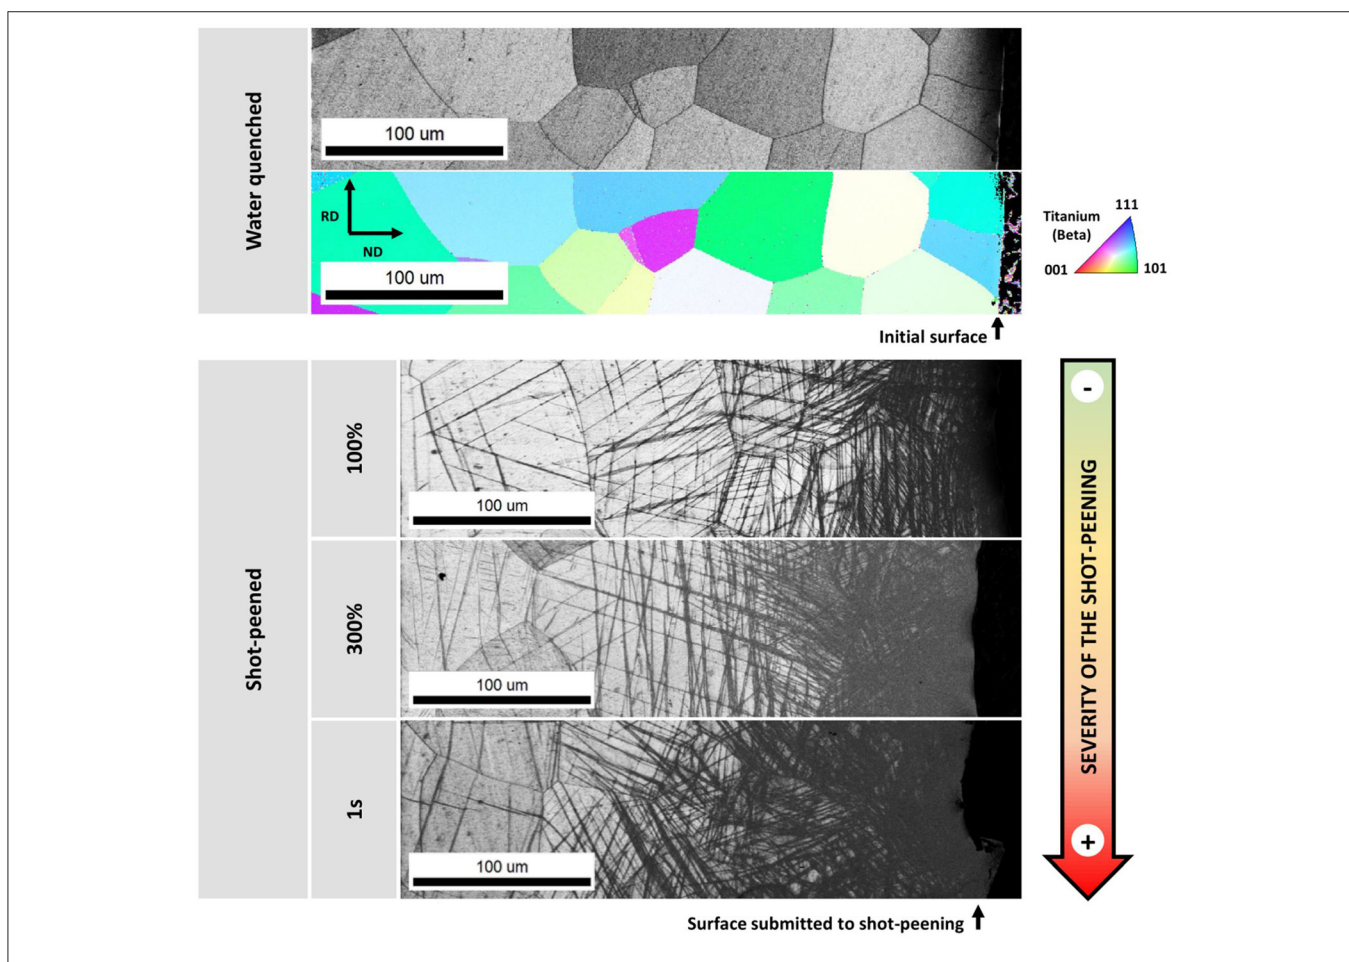 Water quenched
100 um
RD
ND
100 um
Titanium
(Beta)
111
001
101
Initial surface
Shot-peened
100%
100 um
300%
100 um
1s
100 um
-
SEVERITY OF THE SHOT-PEENING
+
Surface submitted to shot-peening